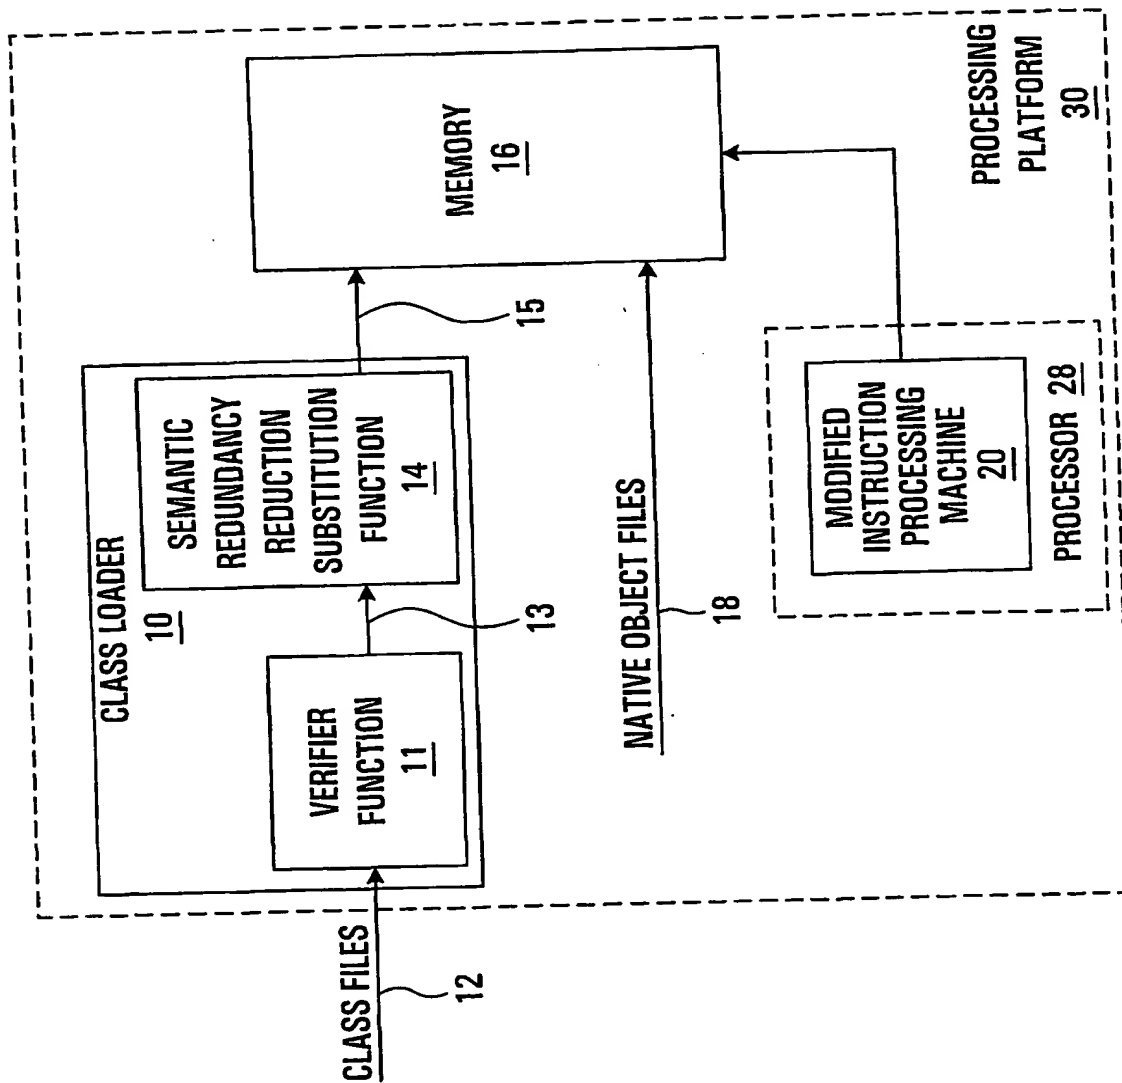 CLASS FILES
12
CLASS LOADER
10
VERIFIER
FUNCTION
11
13
SEMANTIC
REDUNDANCY
REDUCTION
SUBSTITUTION
FUNCTION
14
15
MEMORY
16
NATIVE OBJECT FILES
18
MODIFIED
INSTRUCTION
PROCESSING
MACHINE
20
PROCESSOR 28
PROCESSING
PLATFORM
30